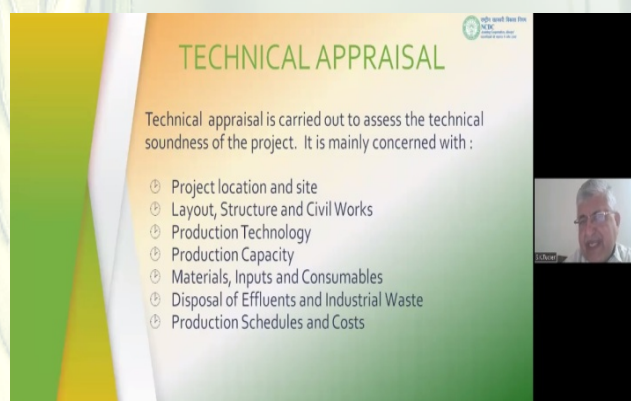 राष्ट्रीय सहकारी विकास निगम
NCDC
TECHNICAL APPRAISAL
Technical appraisal is carried out to assess the technical
soundness of the project. It is mainly concerned with :
Project location and site
Layout, Structure and Civil Works
Production Technology
Production Capacity
Materials, Inputs and Consumables
Disposal of Effluents and Industrial Waste
Production Schedules and Costs